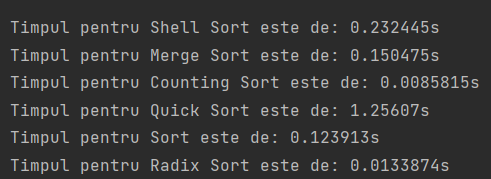 Timpul pentru Shell Sort este de: 0.232445s
Timpul pentru Merge Sort este de: 0.150475s
Timpul pentru Counting Sort este de: 0.0085815s
Timpul pentru Quick Sort este de: 1.25607s
Timpul pentru Sort este de: 0.123913s
Timpul pentru Radix Sort este de: 0.0133874s